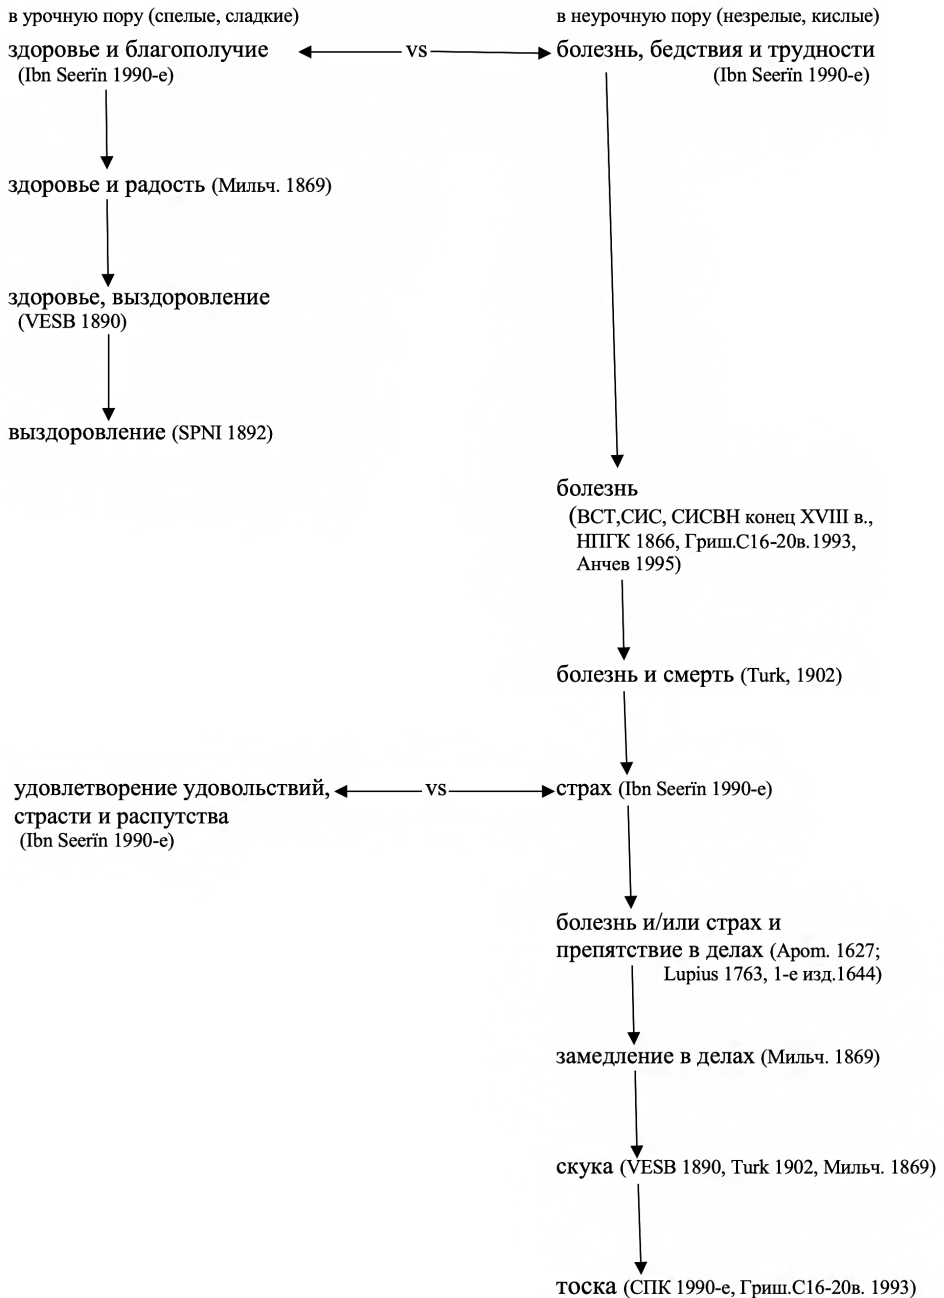 в урочную пору (спелые, сладкие)
в неурочную пору (незрелые, кислые)
здоровье и благополучие
vs
болезнь, бедствия и трудности
(Ibn Seerïn 1990-е)
(Ibn Seerïn 1990-е)
здоровье и радость (Мильч. 1869)
здоровье, выздоровление
(VESB 1890)
выздоровление (SPNI 1892)
болезнь
(ВСТ,СИС, СИСВН конец XVIII в.,
НПГК 1866, Гриш.С16-20в.1993,
Анчев 1995)
болезнь и смерть (Turk, 1902)
удовлетворение удовольствий,
vs
страх (Ibn Seerïn 1990-е)
страсти и распутства
(Ibn Seerïn 1990-е)
болезнь и/или страх и
препятствие в делах (Apom. 1627;
Lupius 1763, 1-е изд.1644)
замедление в делах (Мильч. 1869)
скука (VESB 1890, Turk 1902, Мильч. 1869)
тоска (СПК 1990-е, Гриш.С16-20в. 1993)